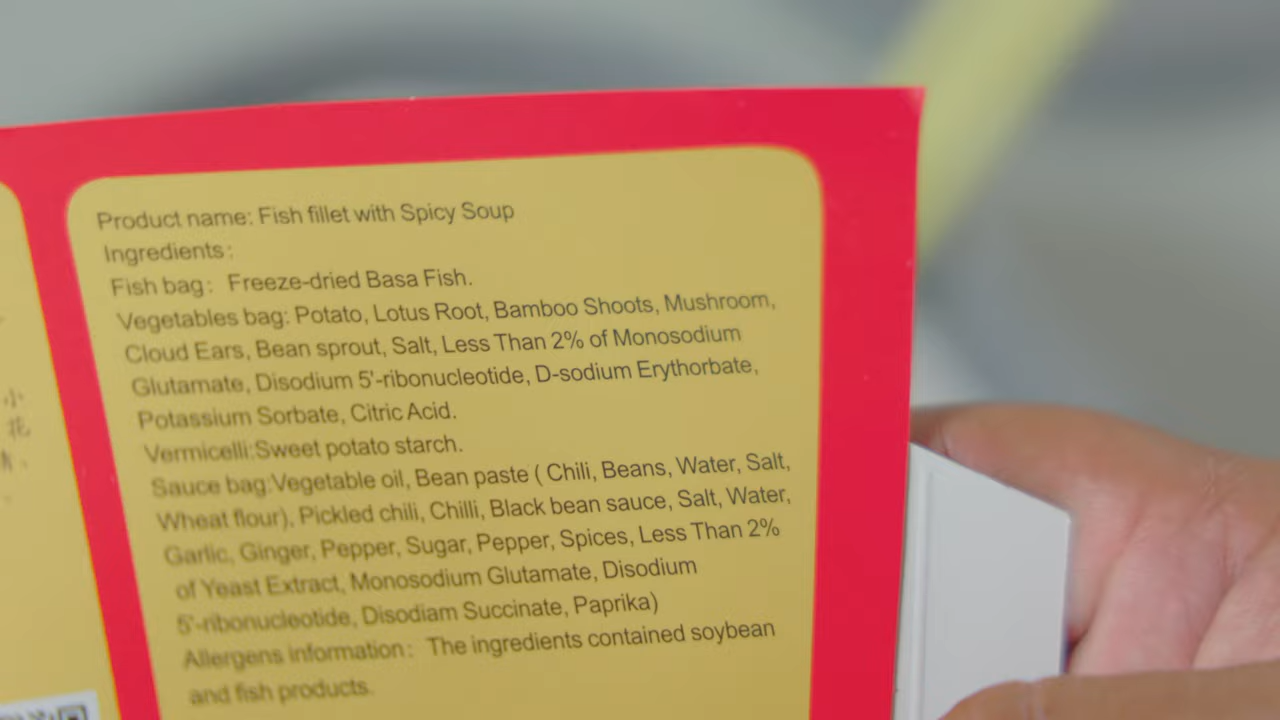 Product name: Fish fillet with Spicy Soup
Ingredients:
Fish bag: Freeze-dried Basa Fish.
Vegetables bag: Potato, Lotus Root, Bamboo Shoots, Mushroom,
Cloud Ears, Bean sprout, Salt, Less Than 2% of Monosodium
Glutamate, Disodium 5'-ribonucleotide, D-sodium Erythorbate,
Potassium Sorbate, Citric Acid.
Vermicelli:Sweet potato starch.
Sauce bag:Vegetable oil, Bean paste ( Chili, Beans, Water, Salt,
Wheat flour), Pickled chili, Chilli, Black bean sauce, Salt, Water,
Garlic, Ginger, Pepper, Sugar, Pepper, Spices, Less Than 2%
of Yeast Extract, Monosodium Glutamate, Disodium
5'-ribonucleotide, Disodiam Succinate, Paprika)
Allergens information: The ingredients contained soybean
and fish products.
小
花